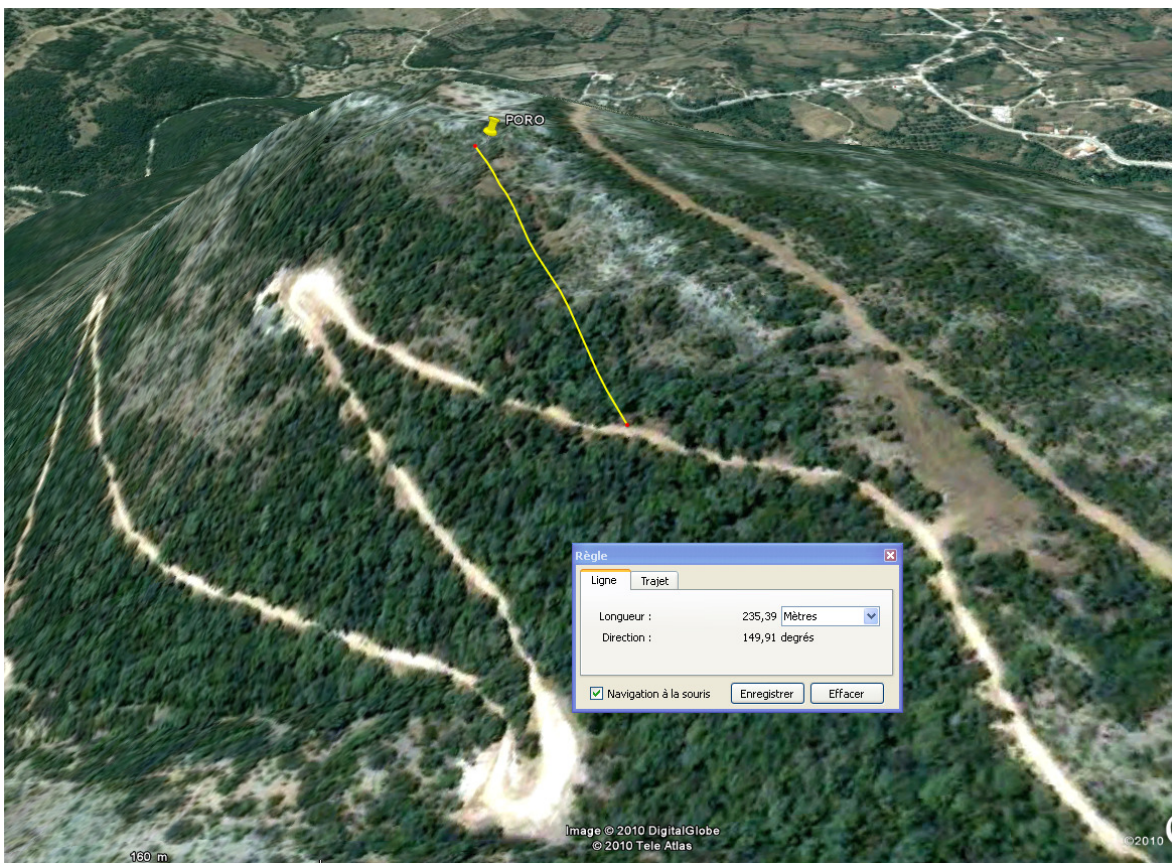 PORO
Règle
Ligne Trajet
Longueur : 235,39 Mètres
Direction : 149,91 degrés
Navigation à la souris Enregistrer Effacer
Image © 2010 DigitalGlobe
© 2010 Tele Atlas
©2010
160 m